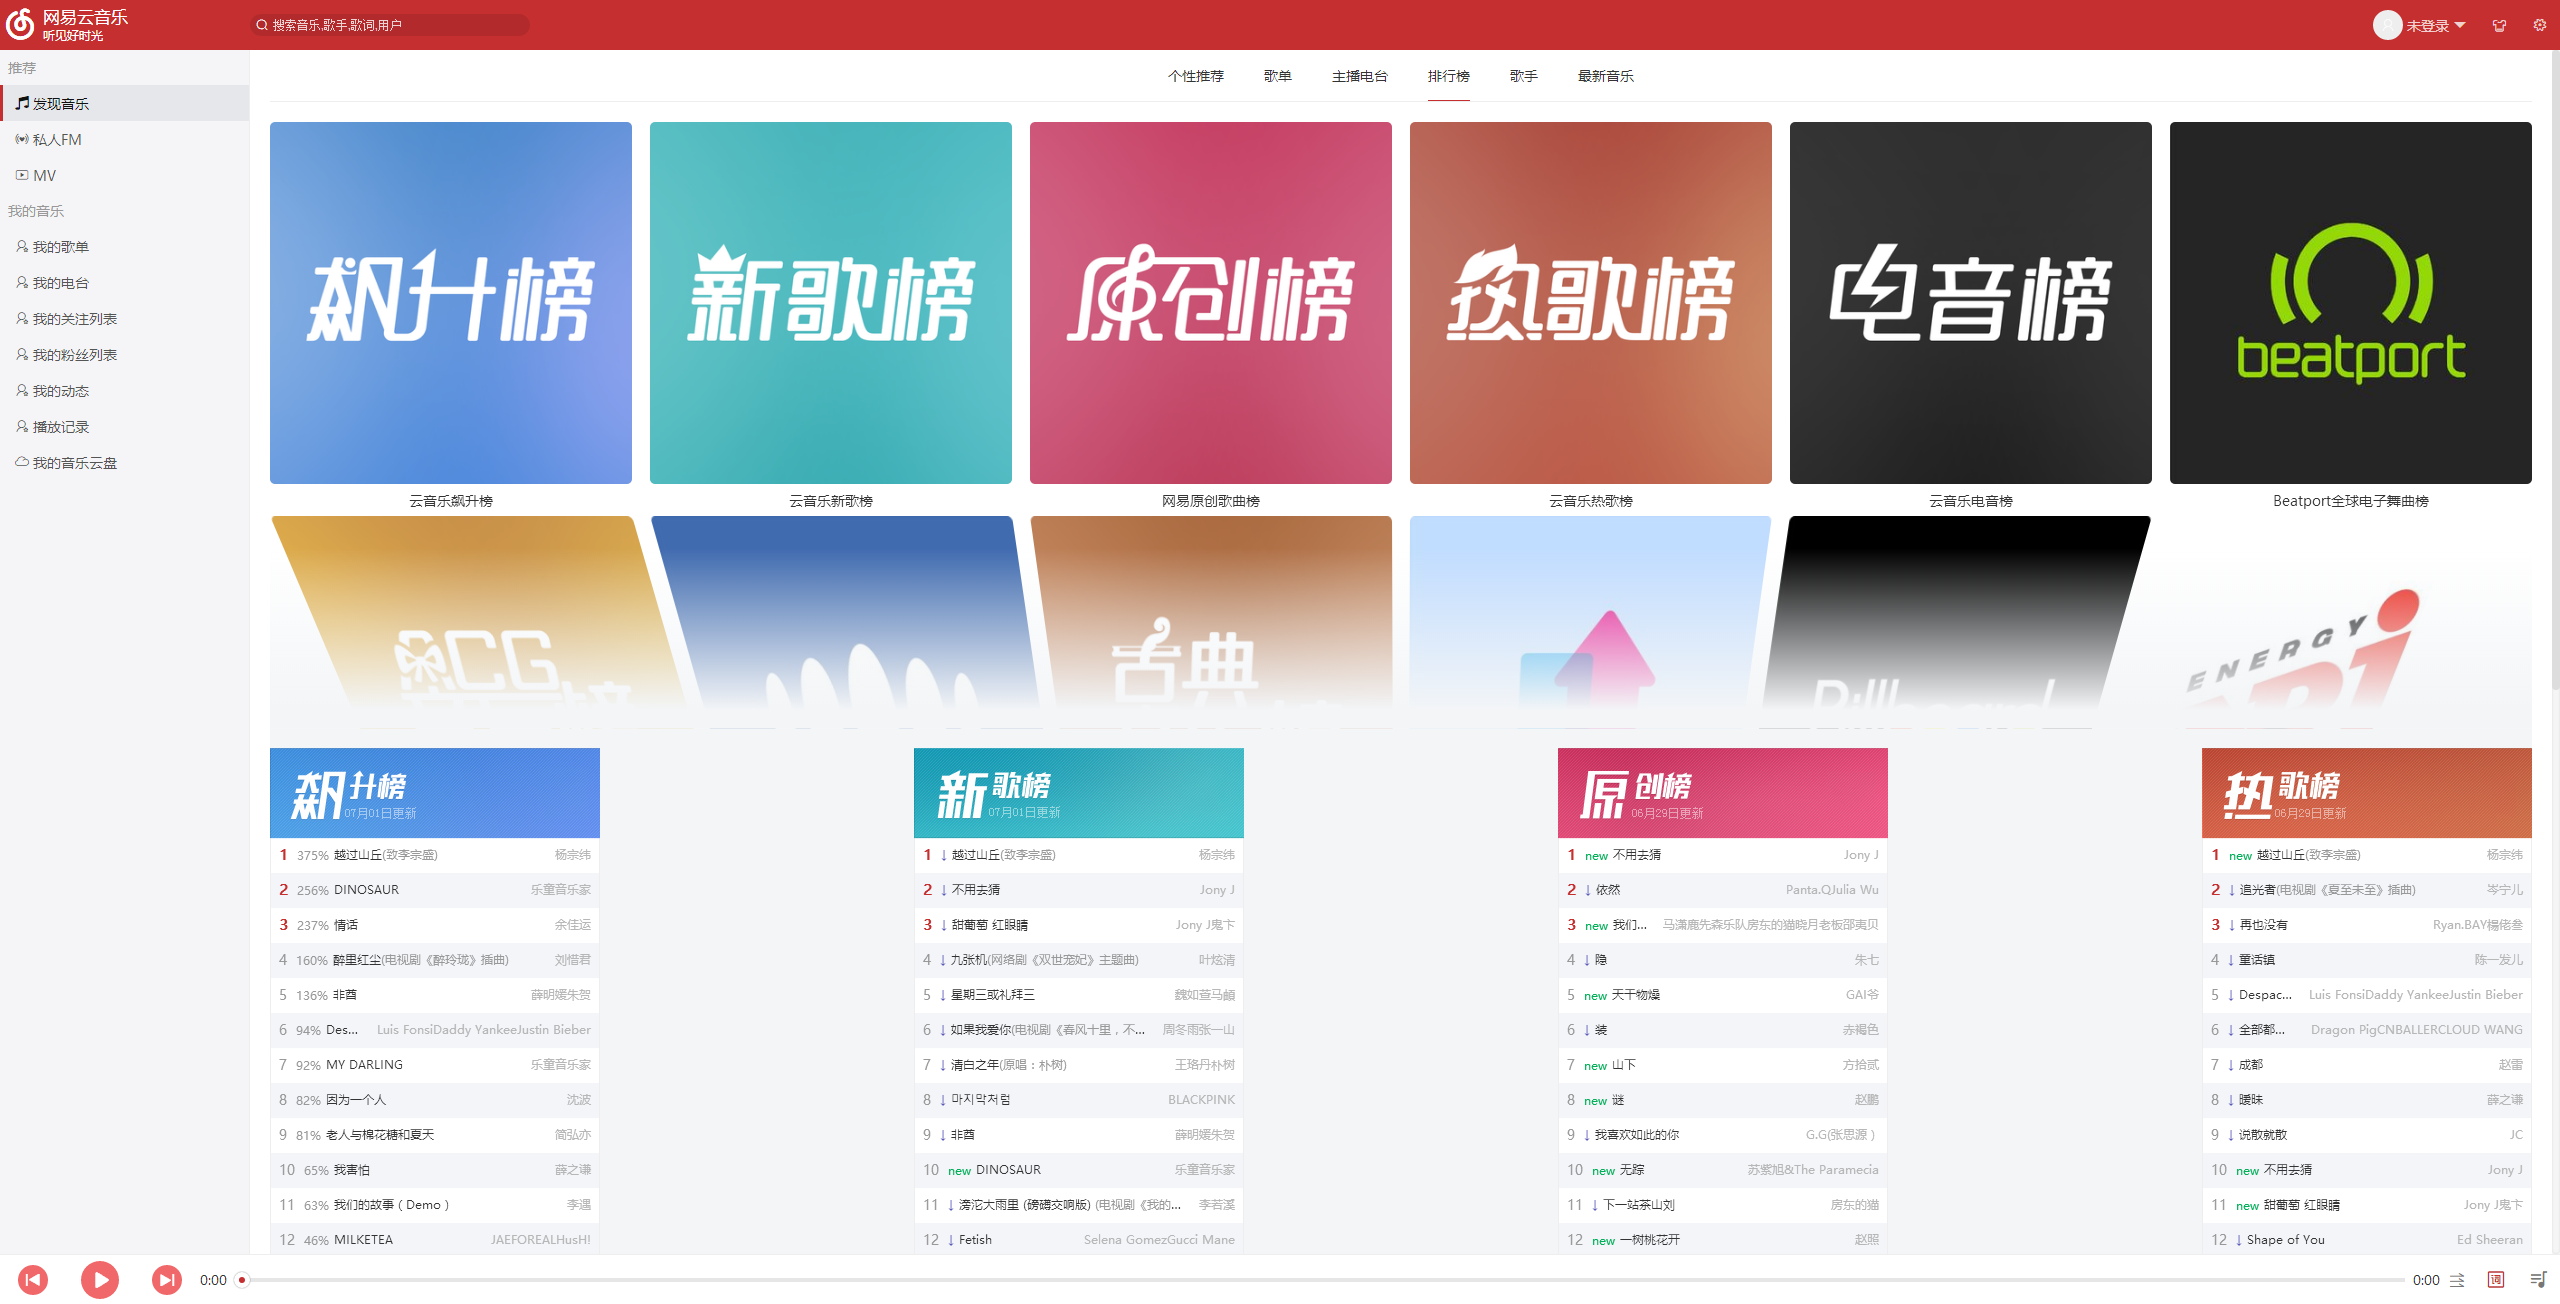 网易云音乐
听见好时光
搜索音乐,歌手,歌词,用户
未登录
推荐
发现音乐
私人FM
MV
我的音乐
我的歌单
我的电台
我的关注列表
我的粉丝列表
我的动态
播放记录
我的音乐云盘
个性推荐 歌单 主播电台 排行榜 歌手 最新音乐
飙升榜
新歌榜
原创榜
热歌榜
电音榜
beatport
云音乐飙升榜
云音乐新歌榜
网易原创歌曲榜
云音乐热歌榜
云音乐电音榜
Beatport全球电子舞曲榜
ACG
古典
Billboard
ENERGY
飙升榜
07月01日更新
1 375% 越过山丘(致李宗盛) 杨宗纬
2 256% DINOSAUR 乐童音乐家
3 237% 情话 余佳运
4 160% 醉里红尘(电视剧《醉玲珑》插曲) 刘惜君
5 136% 非酋 薛明媛朱贺
6 94% Des... Luis FonsiDaddy YankeeJustin Bieber
7 92% MY DARLING 乐童音乐家
8 82% 因为一个人 沈波
9 81% 老人与棉花糖和夏天 简弘亦
10 65% 我害怕 薛之谦
11 63% 我们的故事（Demo） 李遇
12 46% MILKETEA JAEFOREALHusH!
新歌榜
07月01日更新
1 ↓ 越过山丘(致李宗盛) 杨宗纬
2 ↓ 不用去猜 Jony J
3 ↓ 甜葡萄 红眼睛 Jony J鬼卞
4 ↓ 九张机(网络剧《双世宠妃》主题曲) 叶炫清
5 ↓ 星期三或礼拜三 魏如萱马頔
6 ↓ 如果我爱你(电视剧《春风十里，不... 周冬雨张一山
7 ↓ 清白之年(原唱：朴树) 王珞丹朴树
8 ↓ 마지막처럼 BLACKPINK
9 ↓ 非酋 薛明媛朱贺
10 new DINOSAUR 乐童音乐家
11 ↓ 滂沱大雨里 (磅礴交响版) (电视剧《我的... 李若溪
12 ↓ Fetish Selena GomezGucci Mane
原创榜
06月29日更新
1 new 不用去猜 Jony J
2 ↓ 依然 Panta.QJulia Wu
3 new 我们... 马潇鹿先森乐队房东的猫晓月老板邵夷贝
4 ↓ 隐 朱七
5 new 天干物燥 GAI爷
6 ↓ 装 赤褐色
7 new 山下 方拾贰
8 new 谜 赵鹏
9 ↓ 我喜欢如此的你 G.G(张思源）
10 new 无踪 苏紫旭&The Paramecia
11 ↓ 下一站茶山刘 房东的猫
12 new 一树桃花开 赵照
热歌榜
06月29日更新
1 new 越过山丘(致李宗盛) 杨宗纬
2 ↓ 追光者(电视剧《夏至未至》插曲) 岑宁儿
3 ↓ 再也没有 Ryan.BAY楊佬叁
4 ↓ 童话镇 陈一发儿
5 ↓ Despac... Luis FonsiDaddy YankeeJustin Bieber
6 ↓ 全部都... Dragon PigCNBALLERCLOUD WANG
7 ↓ 成都 赵雷
8 ↓ 暧昧 薛之谦
9 ↓ 说散就散 JC
10 new 不用去猜 Jony J
11 new 甜葡萄 红眼睛 Jony J鬼卞
12 ↓ Shape of You Ed Sheeran
0:00
0:00
词